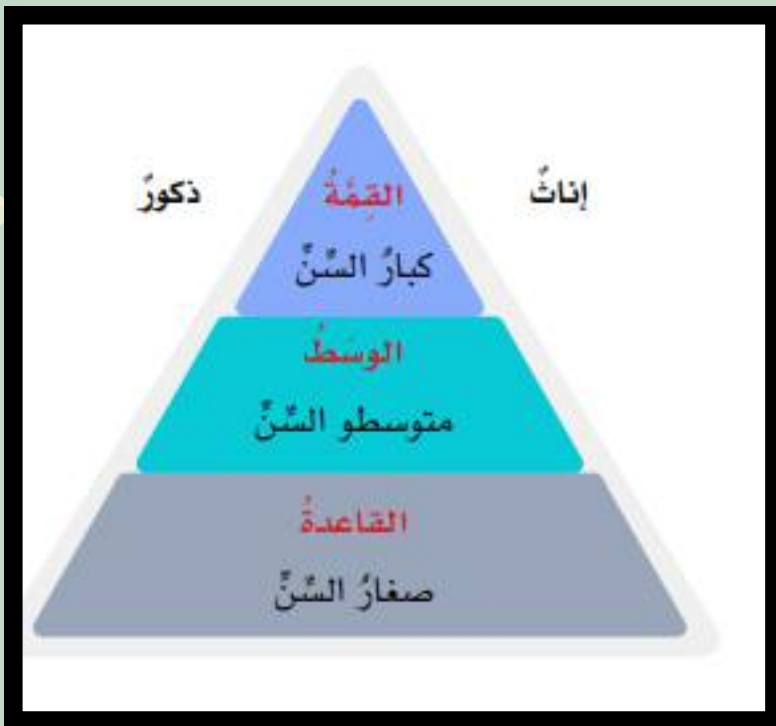 إناثٌ
ذكورٌ
القِمَّةُ
كبارُ السِّنِّ
الوسَطُ
متوسطو السِّنِّ
القاعدةُ
صغارُ السِّنِّ